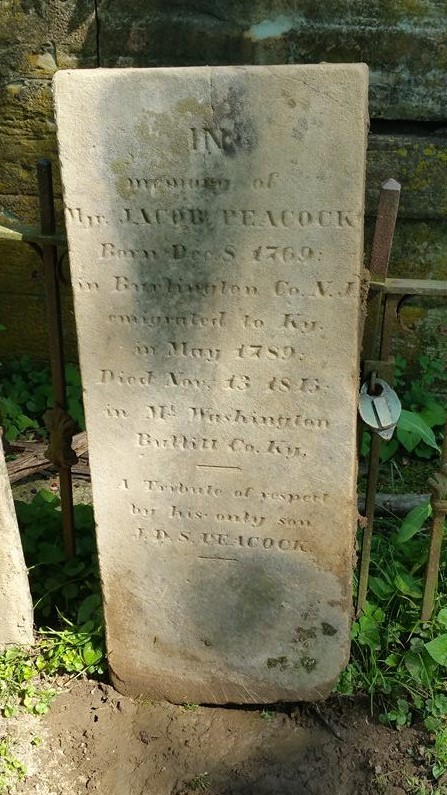 IN
memory of
Mr. JACOB PEACOCK
Born Dec. 8 1769:
in Burlington Co. N. J.
emigrated to Ky.
in May 1789:
Died Nov. 13
in Mt Washington
Bullitt Co. Ky.
A Tribute of respect
by his only son
J. D. S. PEACOCK.